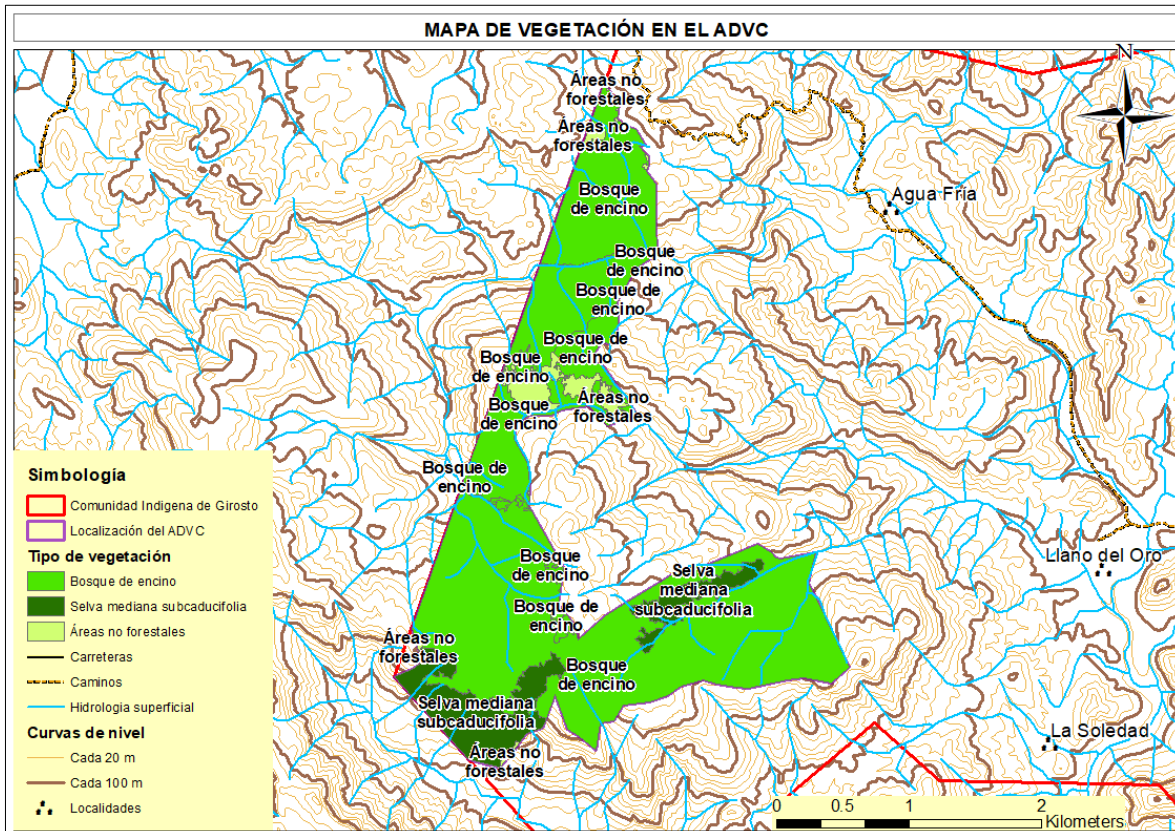 MAPA DE VEGETACIÓN EN EL ADVC
N
Áreas no
forestales
Áreas no
forestales
Bosque
de encino
Agua Fria
Bosque
de encino
Bosque de
encino
Bosque de
encino
Bosque
de encino
Áreas no
forestales
Bosque
de encino
Bosque de
encino
Bosque
de encino
Llano del Oro
Selva
mediana
subcaducifolia
Bosque de
encino
Áreas no
forestales
Bosque
de encino
Selva mediana
subcaducifolia
La Soledad
Áreas no
forestales
Simbología
Comunidad Indigena de Girosto
Localización del ADVC
Tipo de vegetación
Bosque de encino
Selva mediana subcaducifolia
Áreas no forestales
Carreteras
Caminos
Hidrologia superficial
Curvas de nivel
Cada 20 m
Cada 100 m
Localidades
0 0.5 1 2
Kilometers